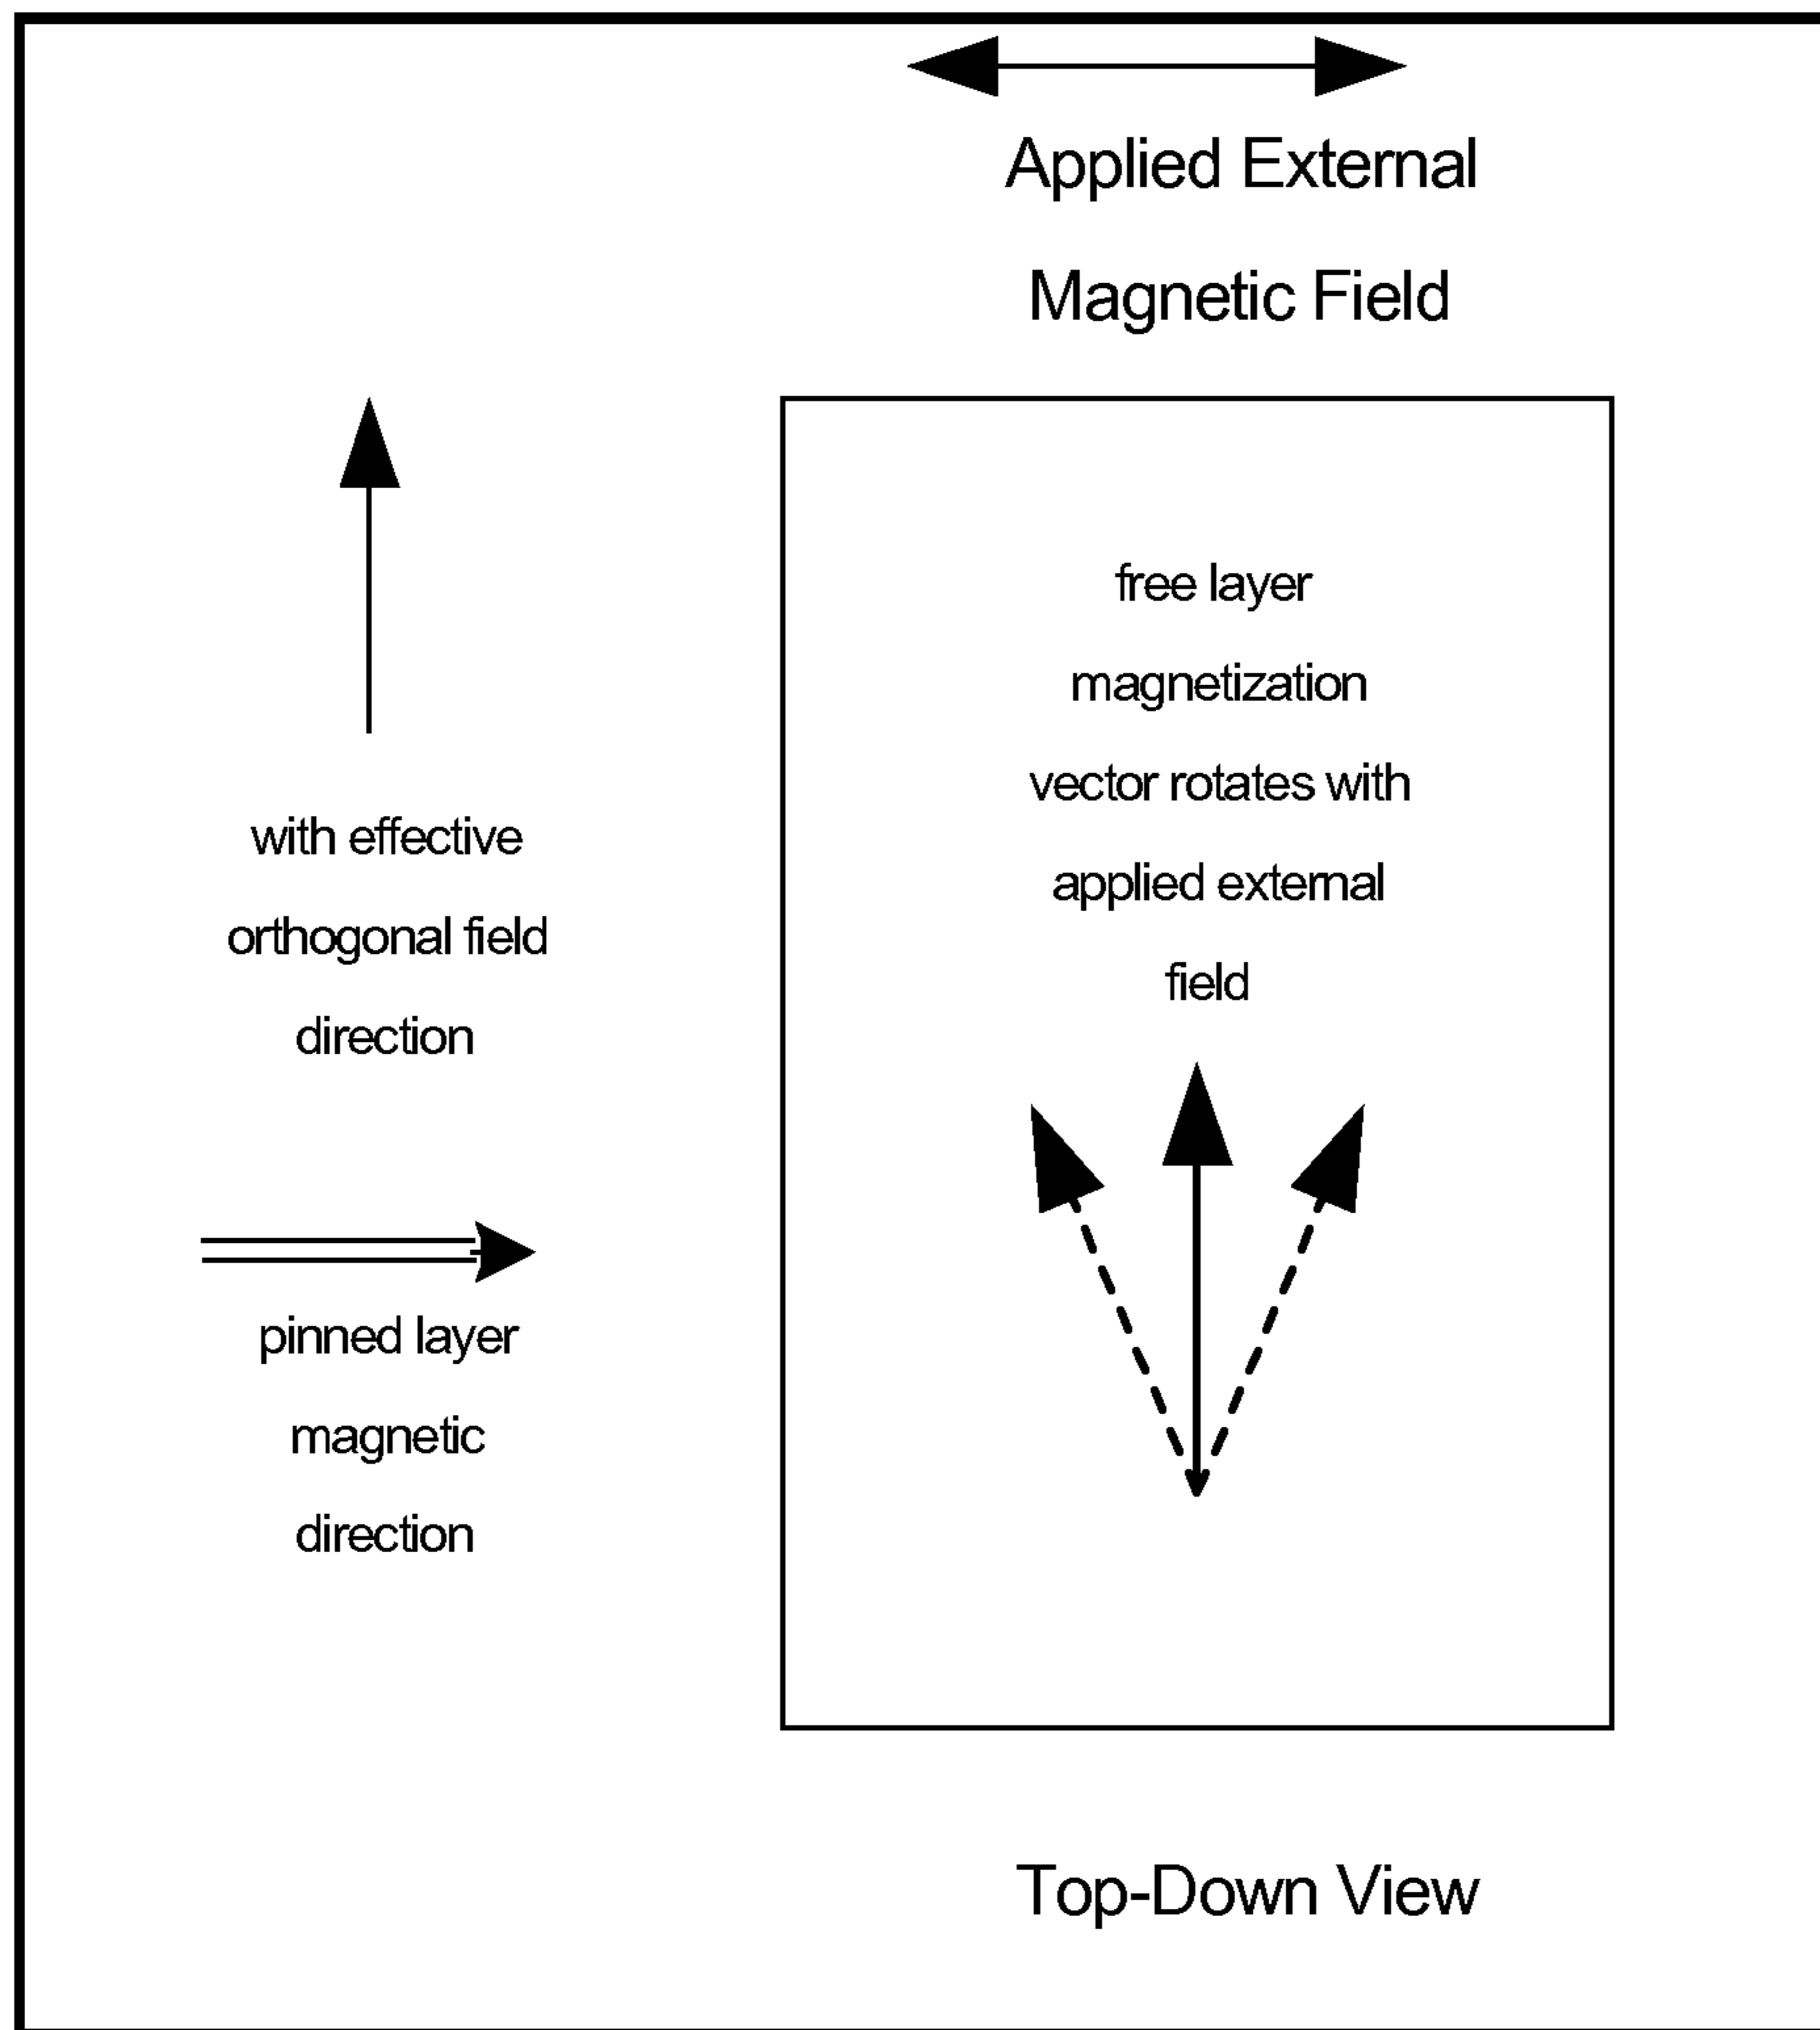 Applied External
Magnetic Field
with effective
orthogonal field
direction
pinned layer
magnetic
direction
free layer
magnetization
vector rotates with
applied external
field
Top-Down View